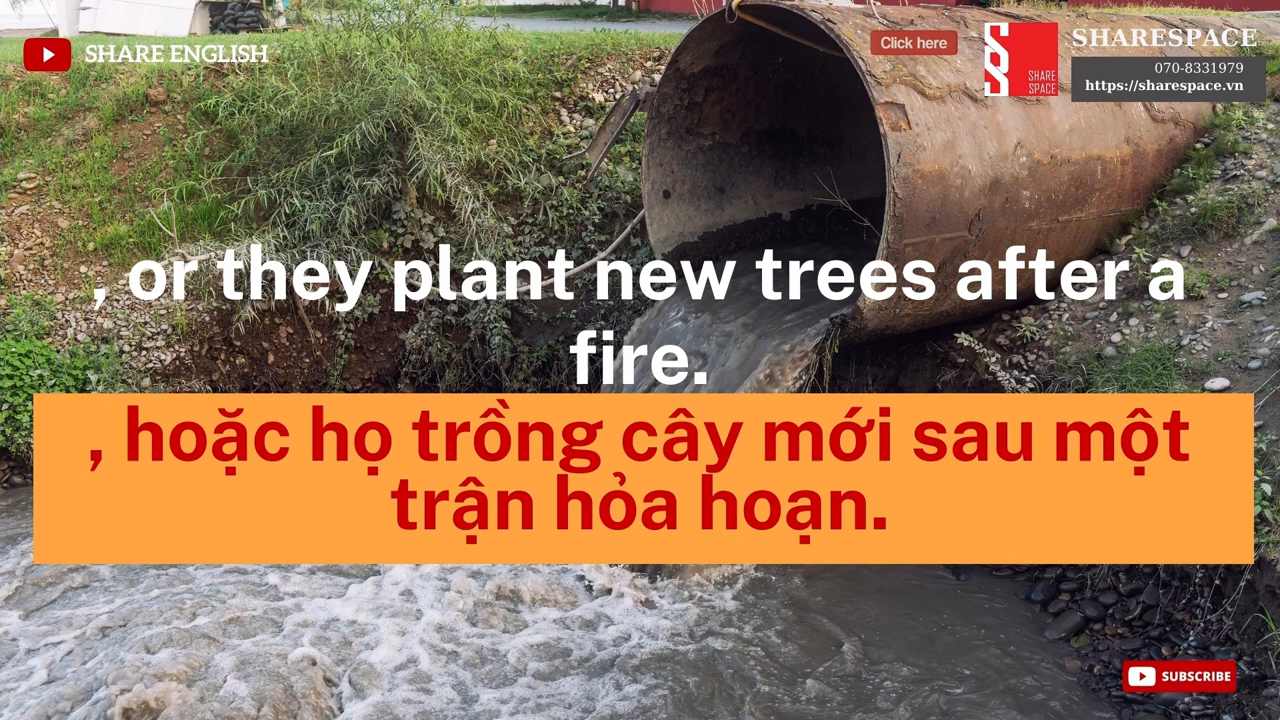 SHARE ENGLISH
Click here
SHARE
SPACE
SHARESPACE
070-8331979
https://sharespace.vn
, or they plant new trees after a
fire.
, hoặc họ trồng cây mới sau một
trận hỏa hoạn.
SUBSCRIBE